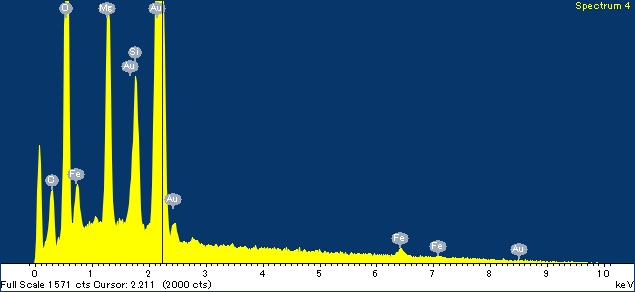 Spectrum 4
O Mg Au
Si
Au
C Fe
Au
Fe Fe Au
0 1 2 3 4 5 6 7 8 9 10
Full Scale 1571 cts Cursor: 2.211 (2000 cts) keV